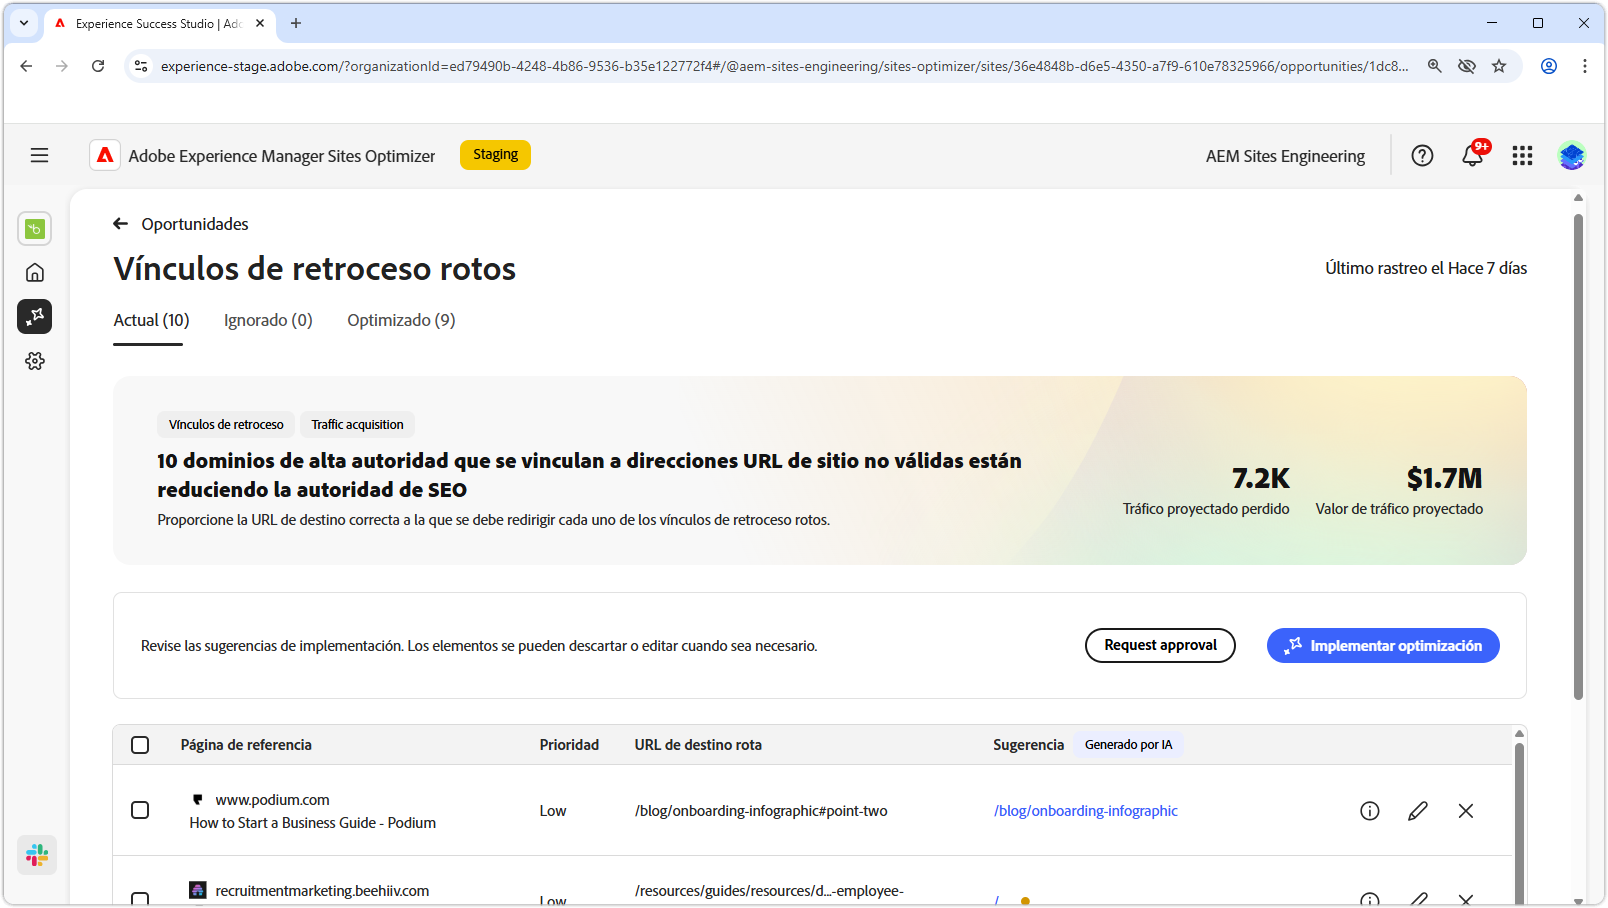 Experience Success Studio | Ado
experience-stage.adobe.com/?organizationId=ed79490b-4248-4b86-9536-b35e122772f4#/@aem-sites-engineering/sites-optimizer/sites/36e4848b-d6e5-4350-a7f9-610e78325966/opportunities/1dc8...
Adobe Experience Manager Sites Optimizer
Staging
AEM Sites Engineering
9+
Oportunidades
Vínculos de retroceso rotos
Último rastreo el Hace 7 días
Actual (10)
Ignorado (0)
Optimizado (9)
Vínculos de retroceso
Traffic acquisition
10 dominios de alta autoridad que se vinculan a direcciones URL de sitio no válidas están
reduciendo la autoridad de SEO
Proporcione la URL de destino correcta a la que se debe redirigir cada uno de los vínculos de retroceso rotos.
7.2K
Tráfico proyectado perdido
$1.7M
Valor de tráfico proyectado
Revise las sugerencias de implementación. Los elementos se pueden descartar o editar cuando sea necesario.
Request approval
Implementar optimización
Página de referencia
Prioridad
URL de destino rota
Sugerencia
Generado por IA
www.podium.com
How to Start a Business Guide - Podium
Low
/blog/onboarding-infographic#point-two
/blog/onboarding-infographic
recruitmentmarketing.beehiiv.com
Low
/resources/guides/resources/d...-employee-
/